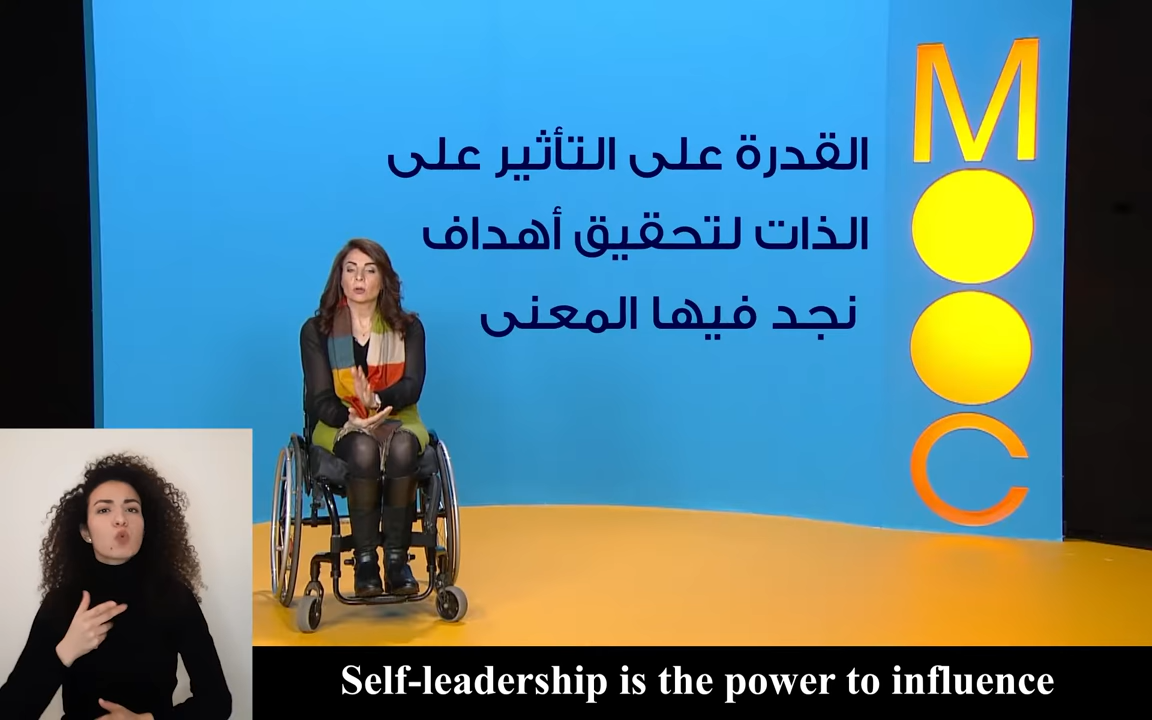 القدرة على التأثير على
الذات لتحقيق أهداف
نجد فيها المعنى
MOOC
Self-leadership is the power to influence